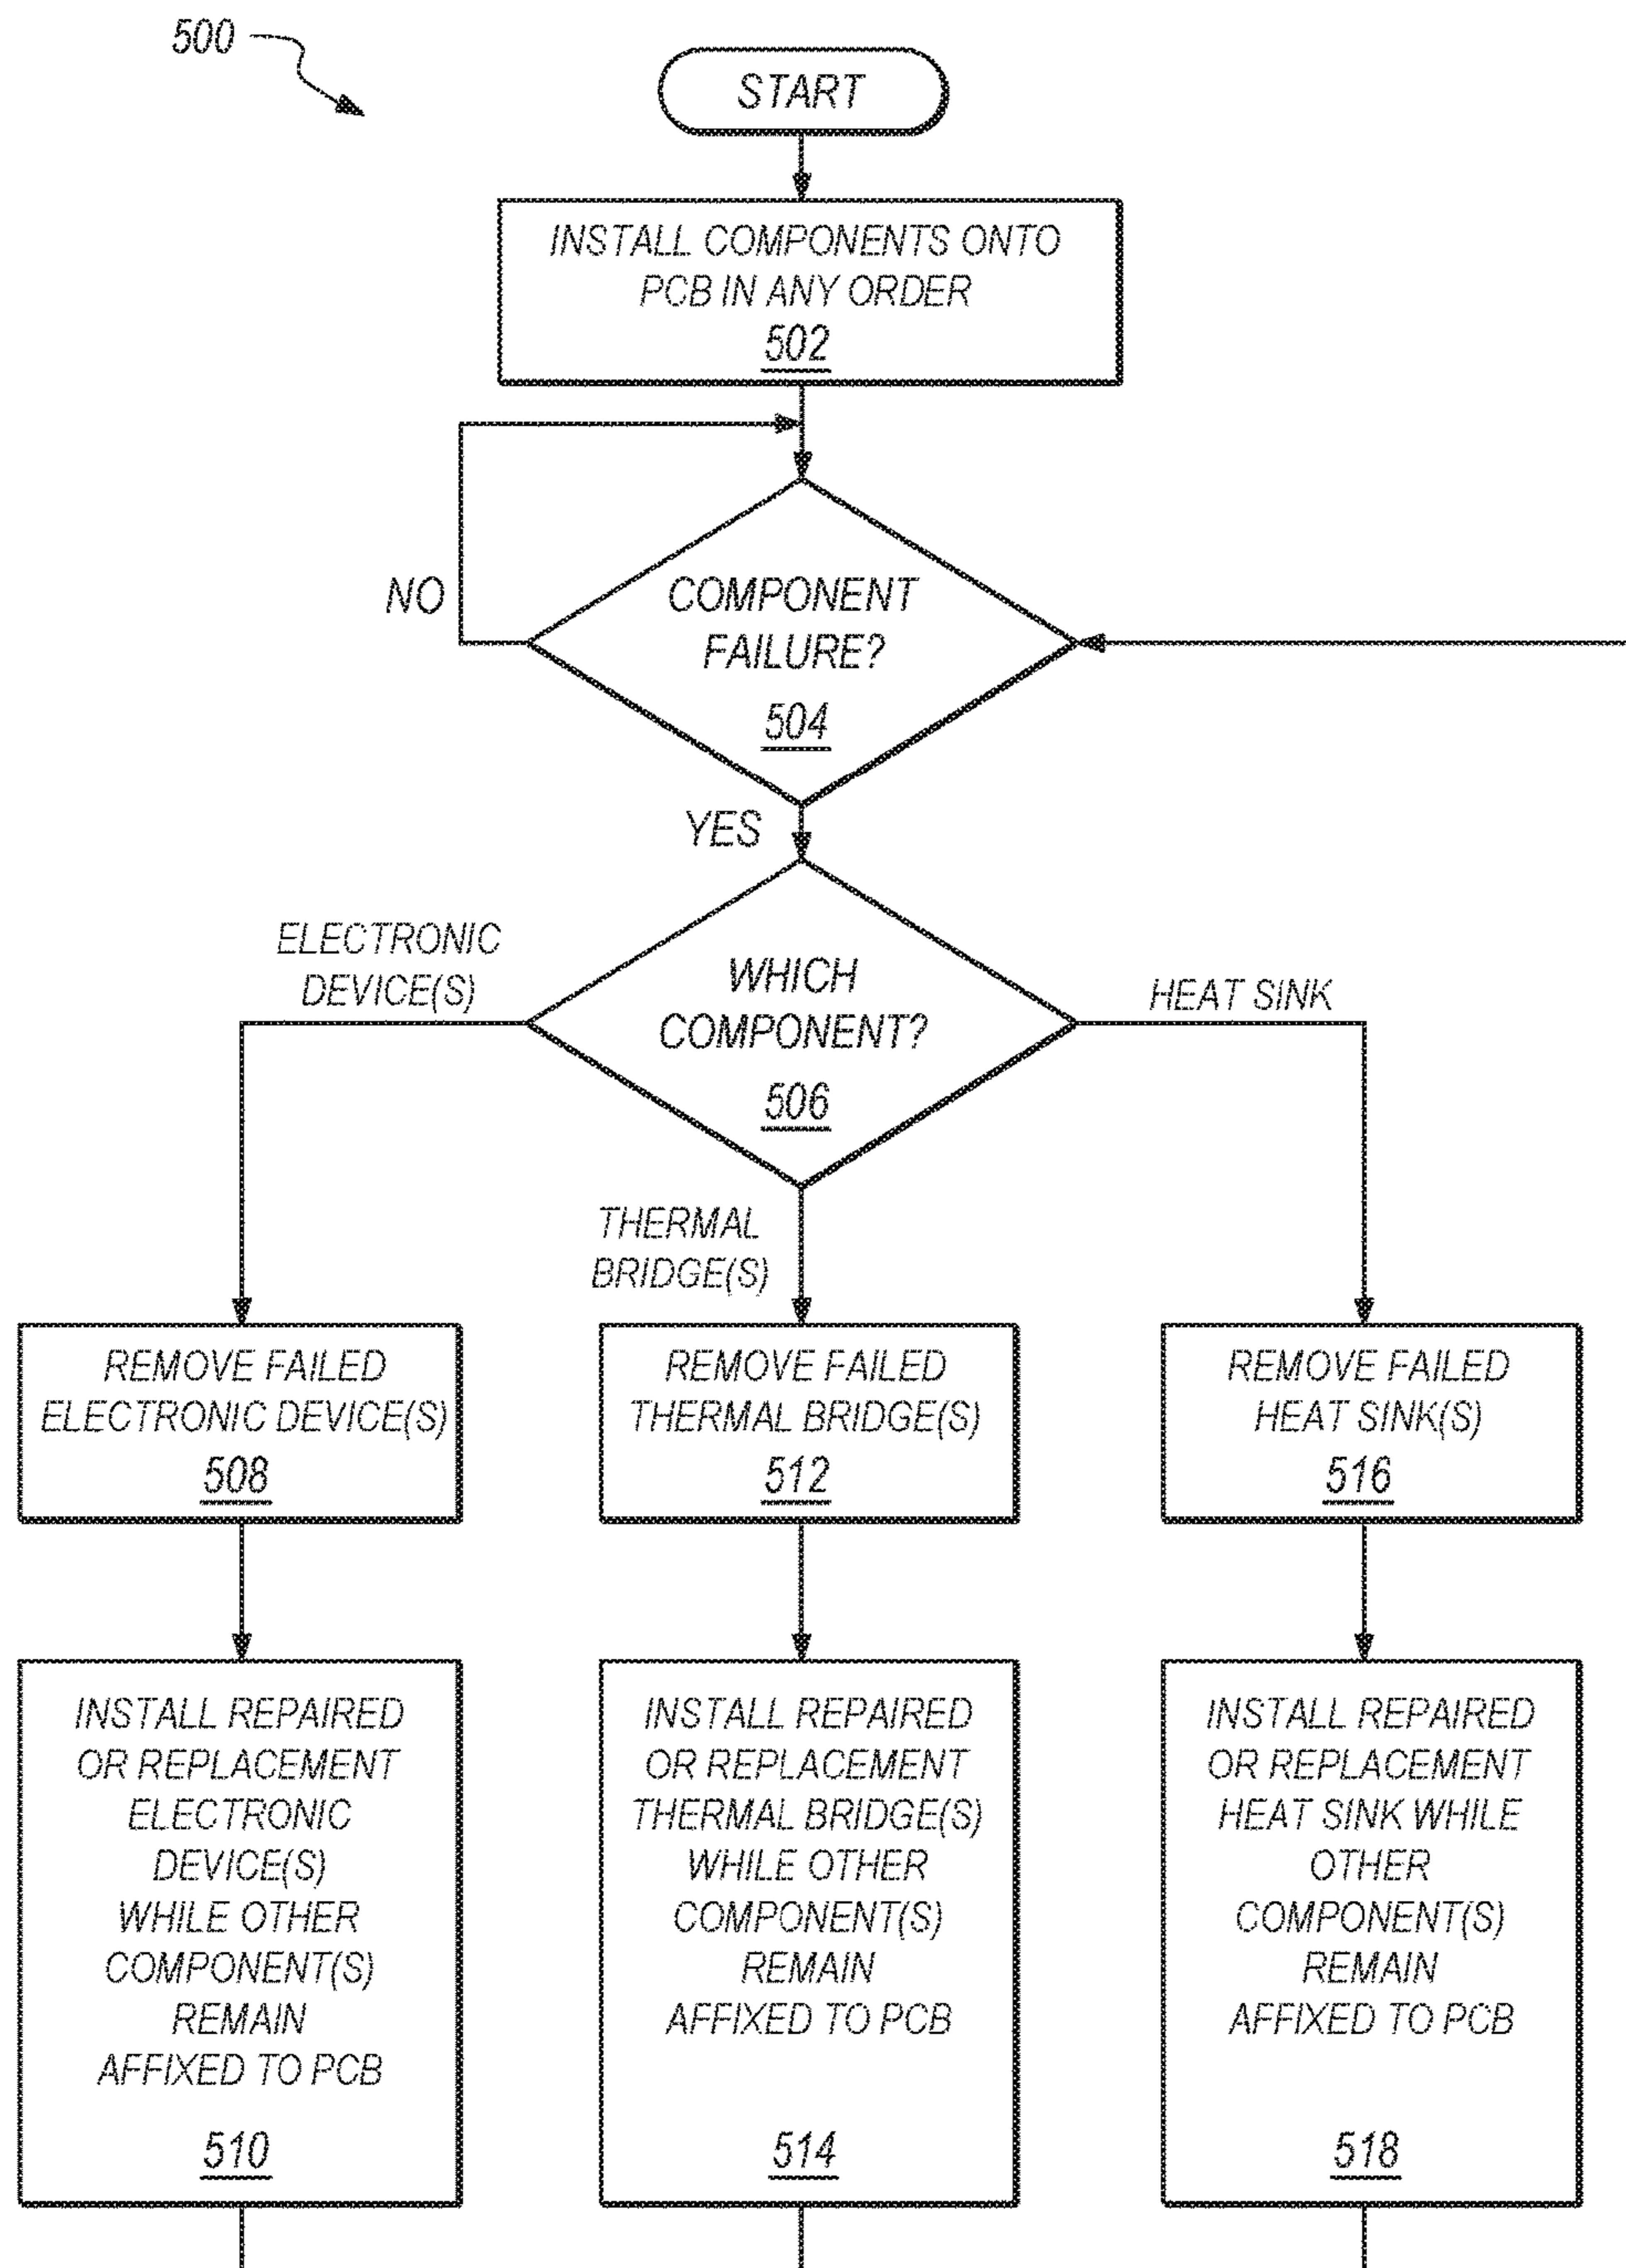 500
START
INSTALL COMPONENTS ONTO
PCB IN ANY ORDER
502
NO
COMPONENT
FAILURE?
504
YES
ELECTRONIC
DEVICE(S)
WHICH
COMPONENT?
506
HEAT SINK
THERMAL
BRIDGE(S)
REMOVE FAILED
ELECTRONIC DEVICE(S)
508
REMOVE FAILED
THERMAL BRIDGE(S)
512
REMOVE FAILED
HEAT SINK(S)
516
INSTALL REPAIRED
OR REPLACEMENT
ELECTRONIC
DEVICE(S)
WHILE OTHER
COMPONENT(S)
REMAIN
AFFIXED TO PCB
510
INSTALL REPAIRED
OR REPLACEMENT
THERMAL BRIDGE(S)
WHILE OTHER
COMPONENT(S)
REMAIN
AFFIXED TO PCB
514
INSTALL REPAIRED
OR REPLACEMENT
HEAT SINK WHILE
OTHER
COMPONENT(S)
REMAIN
AFFIXED TO PCB
518